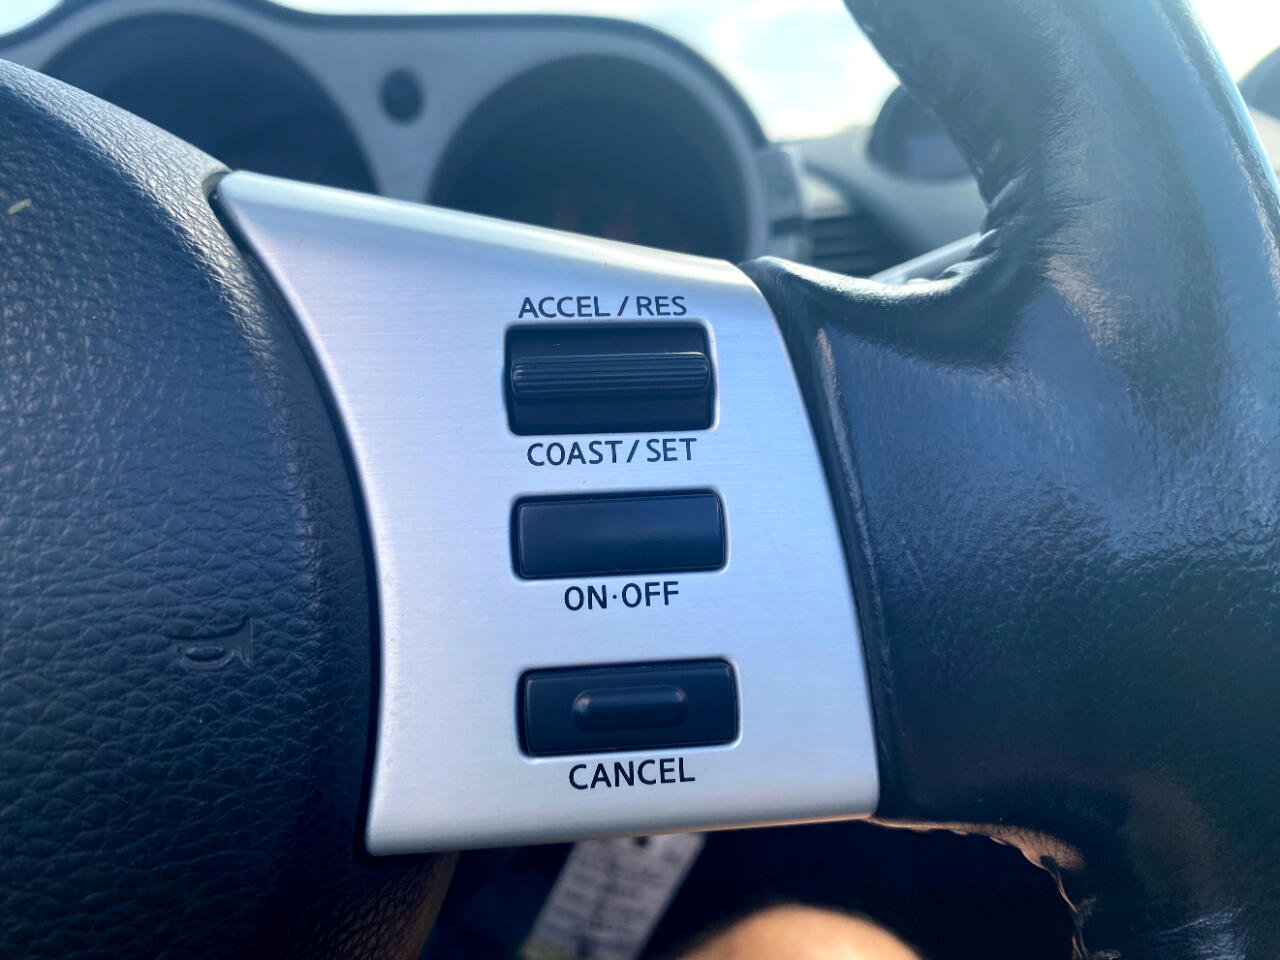 ACCEL / RES
COAST / SET
ON·OFF
CANCEL